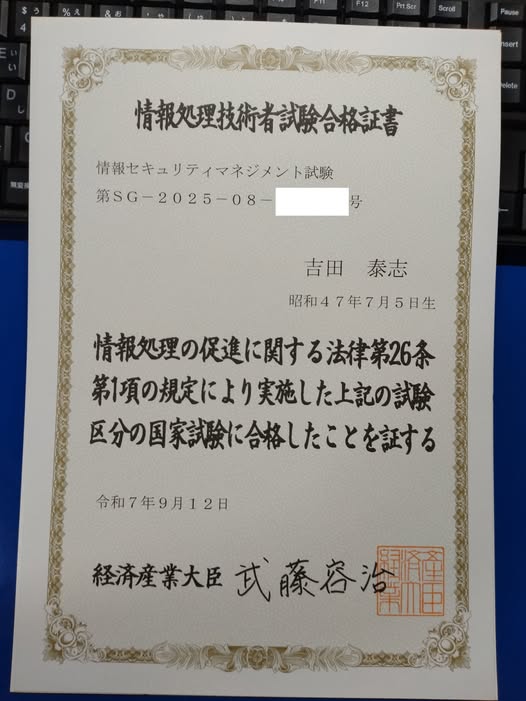 情報処理技術者試験合格証書
情報セキュリティマネジメント試験
第SG－2025－08－ 号
吉田　泰志
昭和47年7月5日生
情報処理の促進に関する法律第26条
第1項の規定により実施した上記の試験
区分の国家試験に合格したことを証する
令和7年9月12日
経済産業大臣 武藤容治